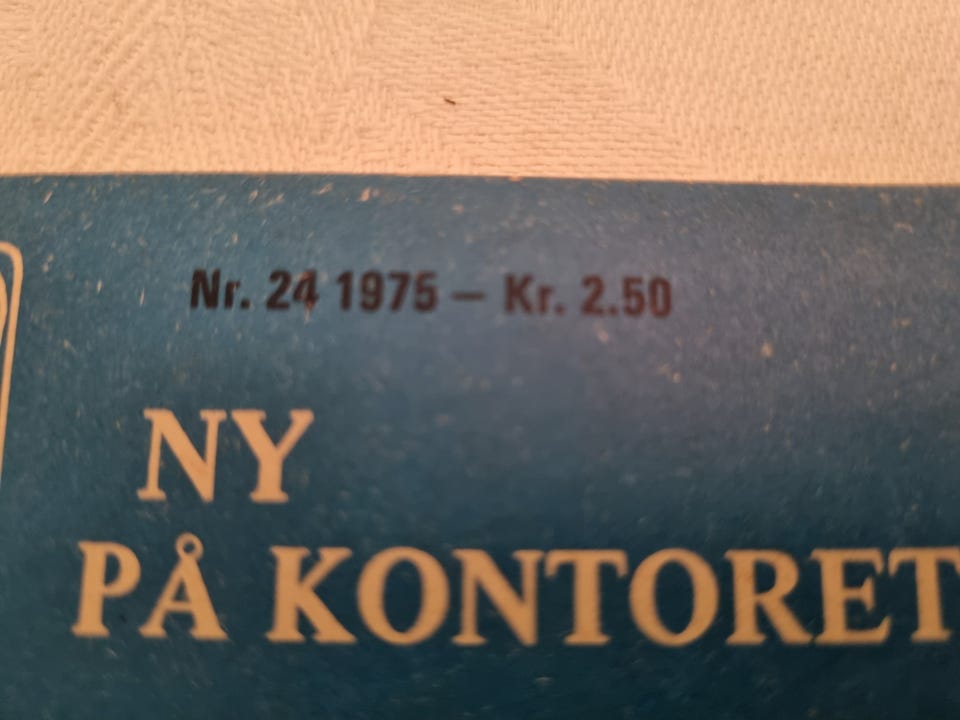 Nr. 24 1975 – Kr. 2.50
NY
PÅ KONTORET